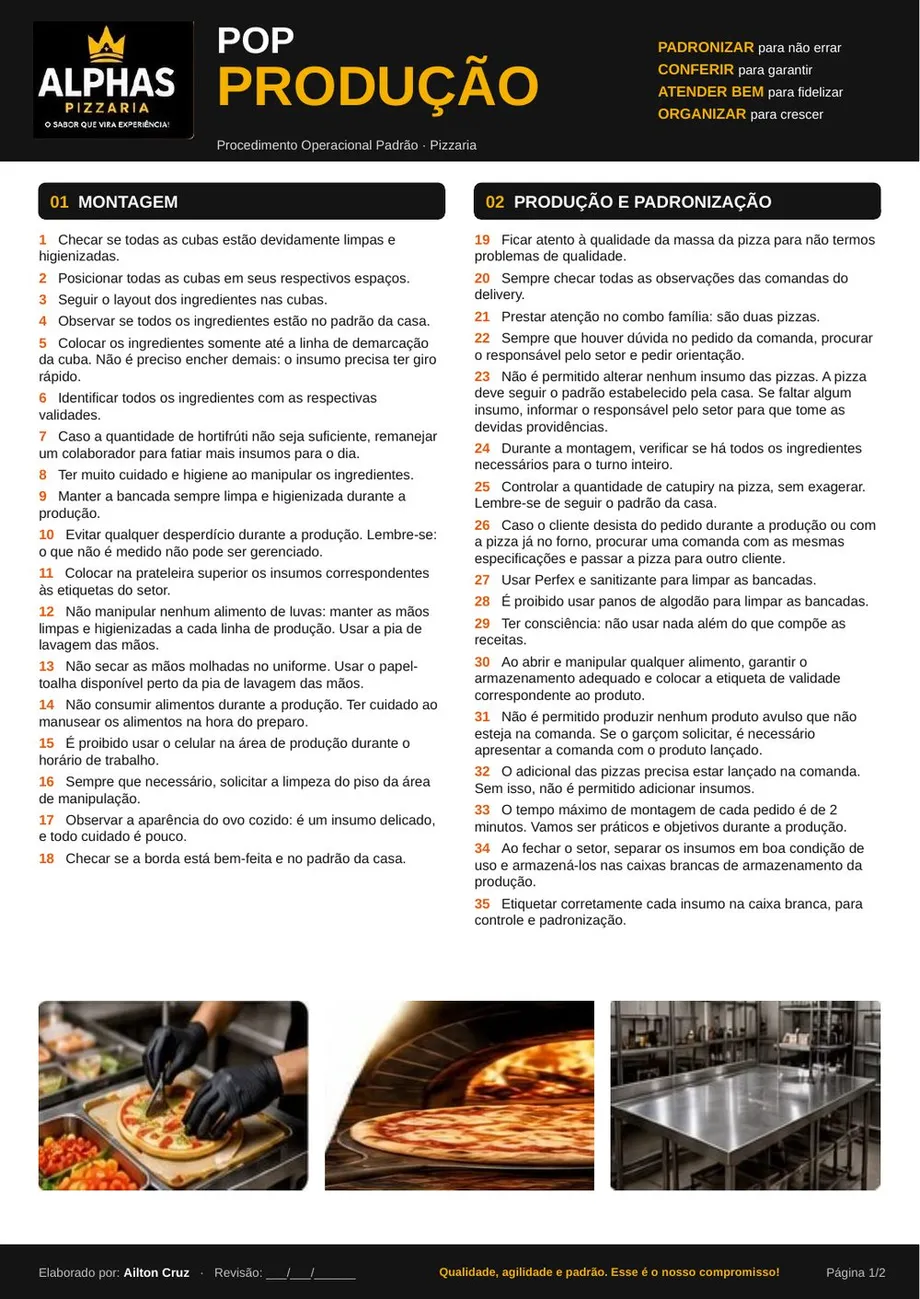 ALPHAS
PIZZARIA
O SABOR QUE VIRA EXPERIÊNCIA!
POP
PRODUÇÃO
Procedimento Operacional Padrão · Pizzaria
PADRONIZAR para não errar
CONFERIR para garantir
ATENDER BEM para fidelizar
ORGANIZAR para crescer
01 MONTAGEM
1 Checar se todas as cubas estão devidamente limpas e
higienizadas.
2 Posicionar todas as cubas em seus respectivos espaços.
3 Seguir o layout dos ingredientes nas cubas.
4 Observar se todos os ingredientes estão no padrão da casa.
5 Colocar os ingredientes somente até a linha de demarcação
da cuba. Não é preciso encher demais: o insumo precisa ter giro
rápido.
6 Identificar todos os ingredientes com as respectivas
validades.
7 Caso a quantidade de hortifrúti não seja suficiente, remanejar
um colaborador para fatiar mais insumos para o dia.
8 Ter muito cuidado e higiene ao manipular os ingredientes.
9 Manter a bancada sempre limpa e higienizada durante a
produção.
10 Evitar qualquer desperdício durante a produção. Lembre-se:
o que não é medido não pode ser gerenciado.
11 Colocar na prateleira superior os insumos correspondentes
às etiquetas do setor.
12 Não manipular nenhum alimento de luvas: manter as mãos
limpas e higienizadas a cada linha de produção. Usar a pia de
lavagem das mãos.
13 Não secar as mãos molhadas no uniforme. Usar o papel-
toalha disponível perto da pia de lavagem das mãos.
14 Não consumir alimentos durante a produção. Ter cuidado ao
manusear os alimentos na hora do preparo.
15 É proibido usar o celular na área de produção durante o
horário de trabalho.
16 Sempre que necessário, solicitar a limpeza do piso da área
de manipulação.
17 Observar a aparência do ovo cozido: é um insumo delicado,
e todo cuidado é pouco.
18 Checar se a borda está bem-feita e no padrão da casa.
02 PRODUÇÃO E PADRONIZAÇÃO
19 Ficar atento à qualidade da massa da pizza para não termos
problemas de qualidade.
20 Sempre checar todas as observações das comandas do
delivery.
21 Prestar atenção no combo família: são duas pizzas.
22 Sempre que houver dúvida no pedido da comanda, procurar
o responsável pelo setor e pedir orientação.
23 Não é permitido alterar nenhum insumo das pizzas. A pizza
deve seguir o padrão estabelecido pela casa. Se faltar algum
insumo, informar o responsável pelo setor para que tome as
devidas providências.
24 Durante a montagem, verificar se há todos os ingredientes
necessários para o turno inteiro.
25 Controlar a quantidade de catupiry na pizza, sem exagerar.
Lembre-se de seguir o padrão da casa.
26 Caso o cliente desista do pedido durante a produção ou com
a pizza já no forno, procurar uma comanda com as mesmas
especificações e passar a pizza para outro cliente.
27 Usar Perfex e sanitizante para limpar as bancadas.
28 É proibido usar panos de algodão para limpar as bancadas.
29 Ter consciência: não usar nada além do que compõe as
receitas.
30 Ao abrir e manipular qualquer alimento, garantir o
armazenamento adequado e colocar a etiqueta de validade
correspondente ao produto.
31 Não é permitido produzir nenhum produto avulso que não
esteja na comanda. Se o garçom solicitar, é necessário
apresentar a comanda com o produto lançado.
32 O adicional das pizzas precisa estar lançado na comanda.
Sem isso, não é permitido adicionar insumos.
33 O tempo máximo de montagem de cada pedido é de 2
minutos. Vamos ser práticos e objetivos durante a produção.
34 Ao fechar o setor, separar os insumos em boa condição de
uso e armazená-los nas caixas brancas de armazenamento da
produção.
35 Etiquetar corretamente cada insumo na caixa branca, para
controle e padronização.
Elaborado por: Ailton Cruz · Revisão: ___/___/______
Qualidade, agilidade e padrão. Esse é o nosso compromisso!
Página 1/2